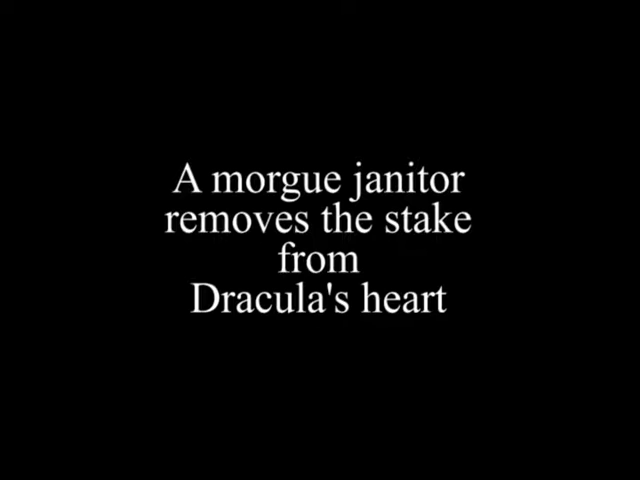 A morgue janitor
removes the stake
from
Dracula's heart